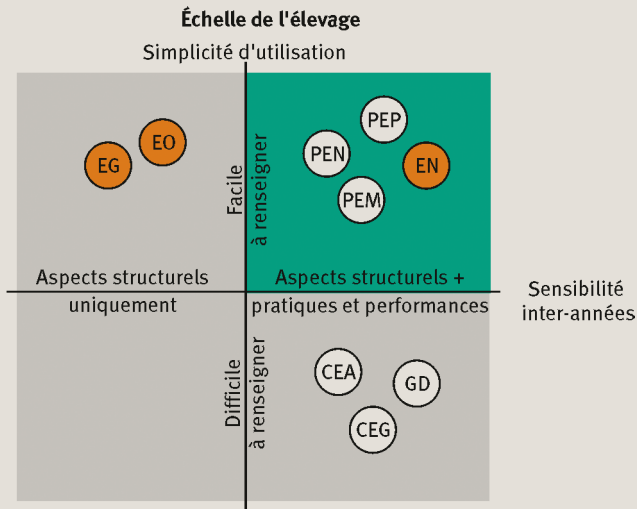 Échelle de l'élevage
Simplicité d'utilisation
PEP
EO
PEN
EG
EN
PEM
Facile
à renseigner
Aspects structurels
uniquement
Aspects structurels +
pratiques et performances
Sensibilité
inter-années
Difficile
à renseigner
CEA
GD
CEG